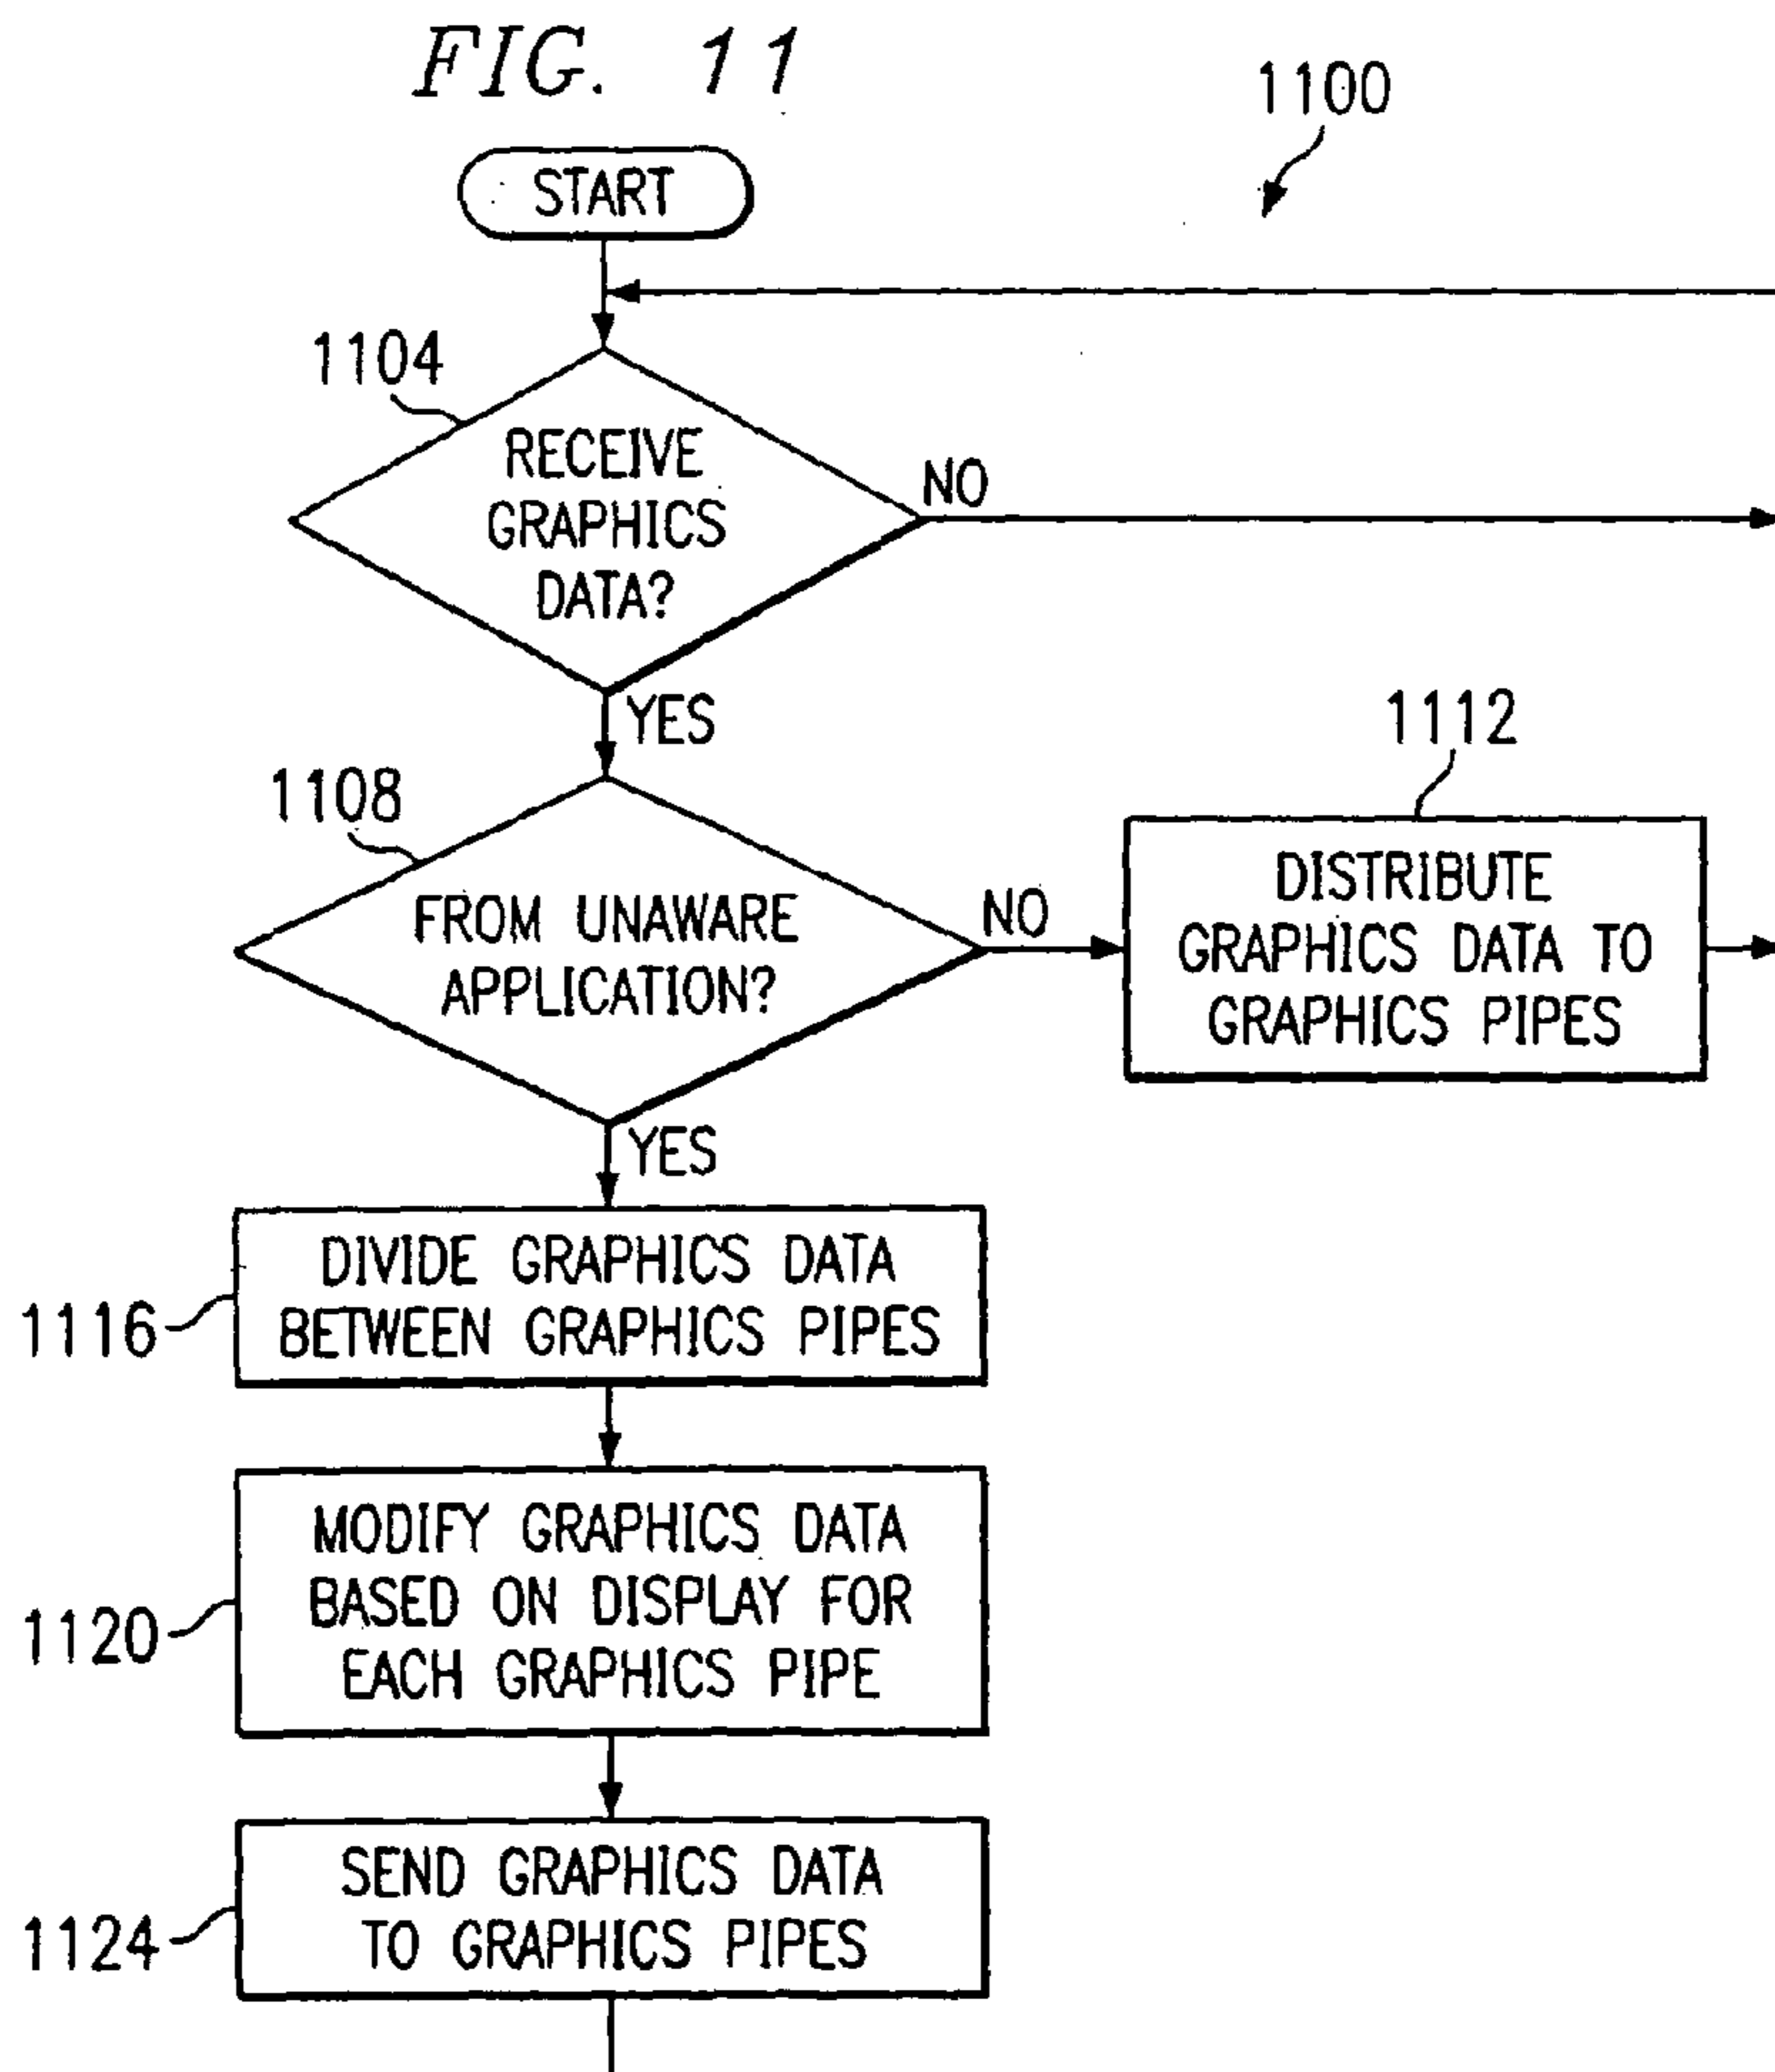 FIG. 11
1100
START
1104
RECEIVE
GRAPHICS
DATA?
NO
YES
1108
FROM UNAWARE
APPLICATION?
NO
1112
DISTRIBUTE
GRAPHICS DATA TO
GRAPHICS PIPES
YES
1116
DIVIDE GRAPHICS DATA
BETWEEN GRAPHICS PIPES
1120
MODIFY GRAPHICS DATA
BASED ON DISPLAY FOR
EACH GRAPHICS PIPE
1124
SEND GRAPHICS DATA
TO GRAPHICS PIPES